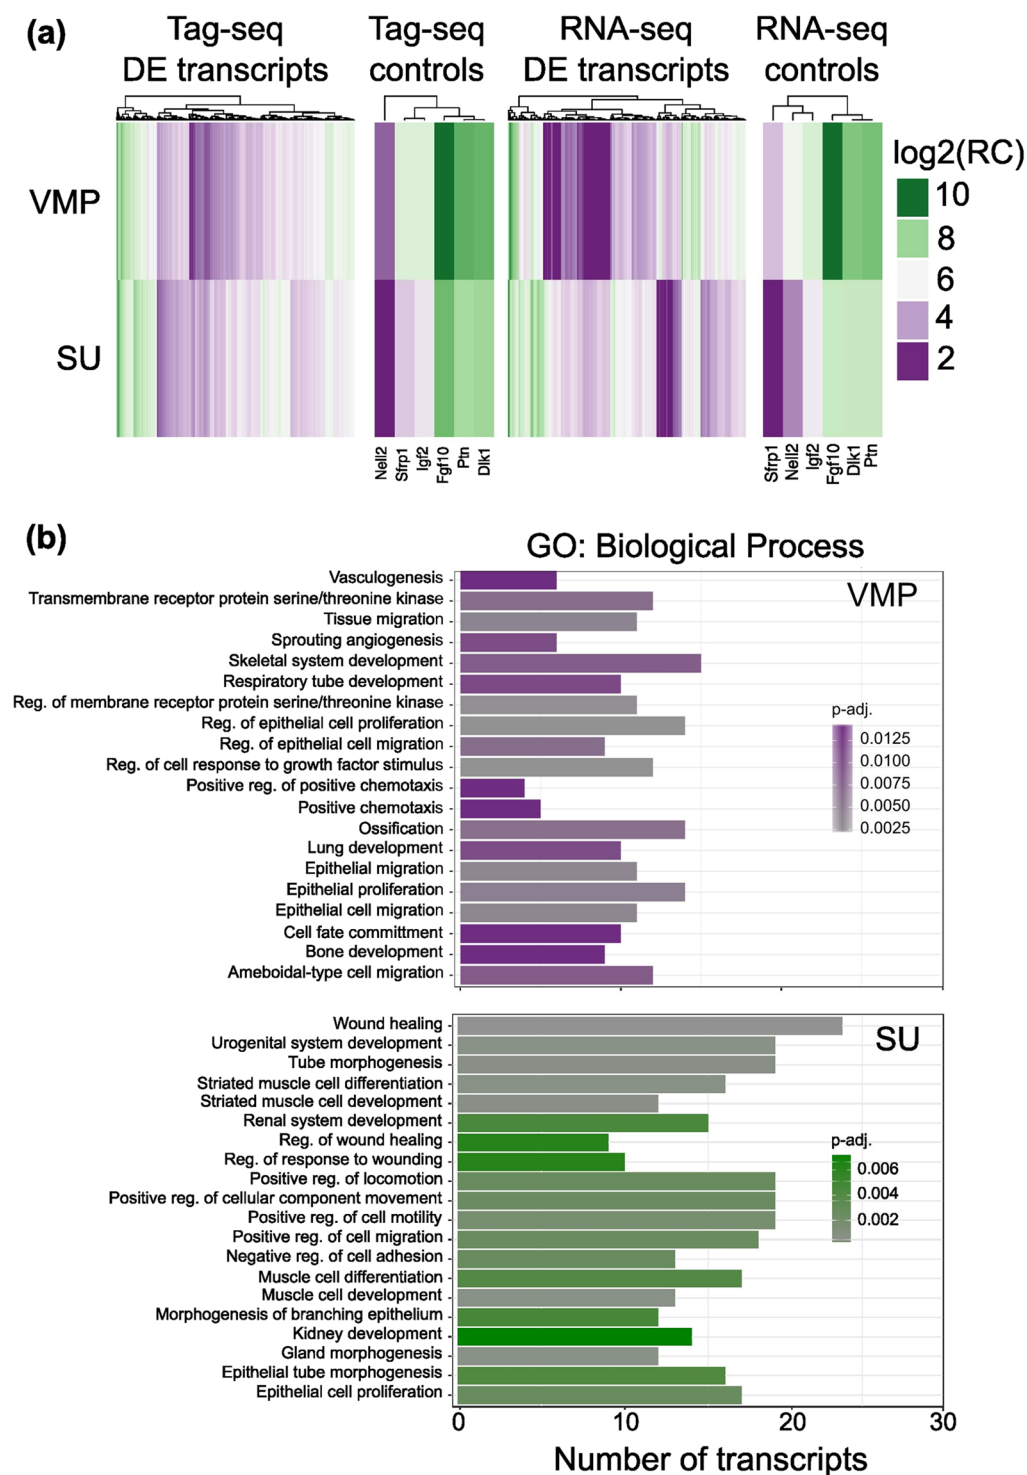 (a)
Tag-seq
DE transcripts
Tag-seq
controls
RNA-seq
DE transcripts
RNA-seq
controls
VMP
SU
log2(RC)
10
8
6
4
2
Nell2
Sfrp1
Igf2
Fgf10
Ptn
Dlk1
Sfrp1
Nell2
Igf2
Fgf10
Dlk1
Ptn
(b)
GO: Biological Process
VMP
Vasculogenesis
Transmembrane receptor protein serine/threonine kinase
Tissue migration
Sprouting angiogenesis
Skeletal system development
Respiratory tube development
Reg. of membrane receptor protein serine/threonine kinase
Reg. of epithelial cell proliferation
Reg. of epithelial cell migration
Reg. of cell response to growth factor stimulus
Positive reg. of positive chemotaxis
Positive chemotaxis
Ossification
Lung development
Epithelial migration
Epithelial proliferation
Epithelial cell migration
Cell fate committment
Bone development
Ameboidal-type cell migration
p-adj.
0.0125
0.0100
0.0075
0.0050
0.0025
SU
Wound healing
Urogenital system development
Tube morphogenesis
Striated muscle cell differentiation
Striated muscle cell development
Renal system development
Reg. of wound healing
Reg. of response to wounding
Positive reg. of locomotion
Positive reg. of cellular component movement
Positive reg. of cell motility
Positive reg. of cell migration
Negative reg. of cell adhesion
Muscle cell differentiation
Muscle cell development
Morphogenesis of branching epithelium
Kidney development
Gland morphogenesis
Epithelial tube morphogenesis
Epithelial cell proliferation
p-adj.
0.006
0.004
0.002
0
10
20
30
Number of transcripts